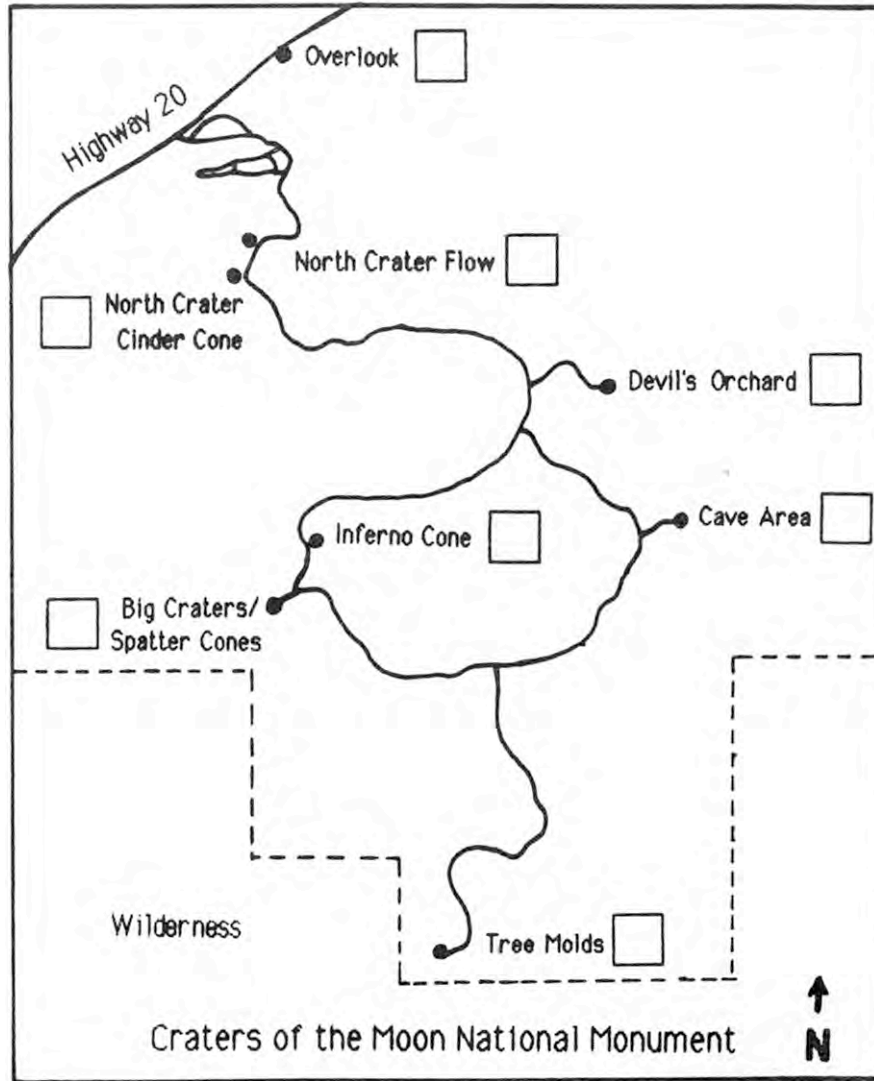 Overlook
Highway 20
North Crater Flow
North Crater
Cinder Cone
Devil's Orchard
Cave Area
Inferno Cone
Big Craters/
Spatter Cones
Wilderness
Tree Molds
Craters of the Moon National Monument
N